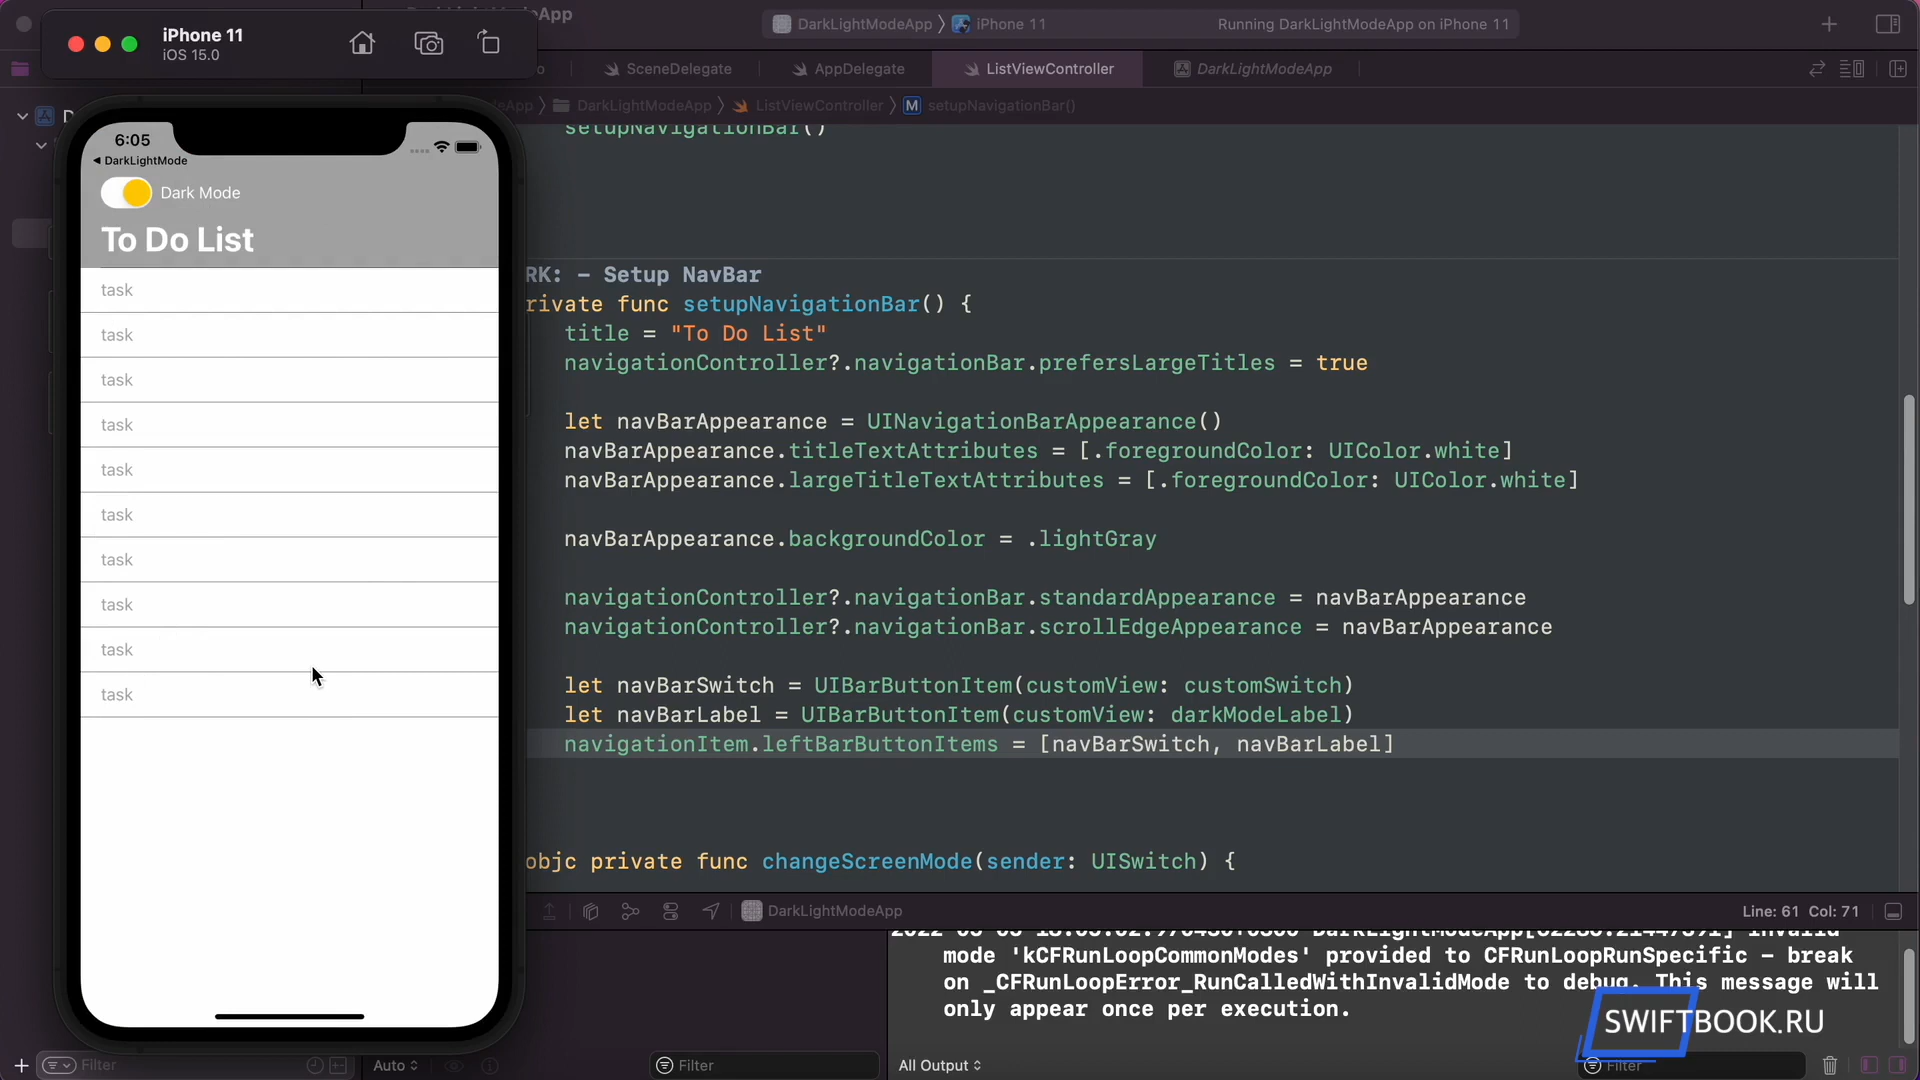 iPhone 11
iOS 15.0
DarkLightModeApp
iPhone 11
Running DarkLightModeApp on iPhone 11
SceneDelegate
AppDelegate
ListViewController
DarkLightModeApp
DarkLightModeApp
ListViewController
M
setupNavigationBar()
6:05
DarkLightMode
Dark Mode
To Do List
task
task
task
task
task
task
task
task
task
task
setupNavigationBar()
RK: – Setup NavBar
rivate func setupNavigationBar() {
title = "To Do List"
navigationController?.navigationBar.prefersLargeTitles = true
let navBarAppearance = UINavigationBarAppearance()
navBarAppearance.titleTextAttributes = [.foregroundColor: UIColor.white]
navBarAppearance.largeTitleTextAttributes = [.foregroundColor: UIColor.white]
navBarAppearance.backgroundColor = .lightGray
navigationController?.navigationBar.standardAppearance = navBarAppearance
navigationController?.navigationBar.scrollEdgeAppearance = navBarAppearance
let navBarSwitch = UIBarButtonItem(customView: customSwitch)
let navBarLabel = UIBarButtonItem(customView: darkModeLabel)
navigationItem.leftBarButtonItems = [navBarSwitch, navBarLabel]
objc private func changeScreenMode(sender: UISwitch) {
DarkLightModeApp
Line: 61 Col: 71
mode 'kCFRunLoopCommonModes' provided to CFRunLoopRunSpecific – break
on _CFRunLoopError_RunCalledWithInvalidMode to debug. This message will
only appear once per execution.
SWIFTBOOK.RU
Filter
Auto
Filter
All Output
Filter